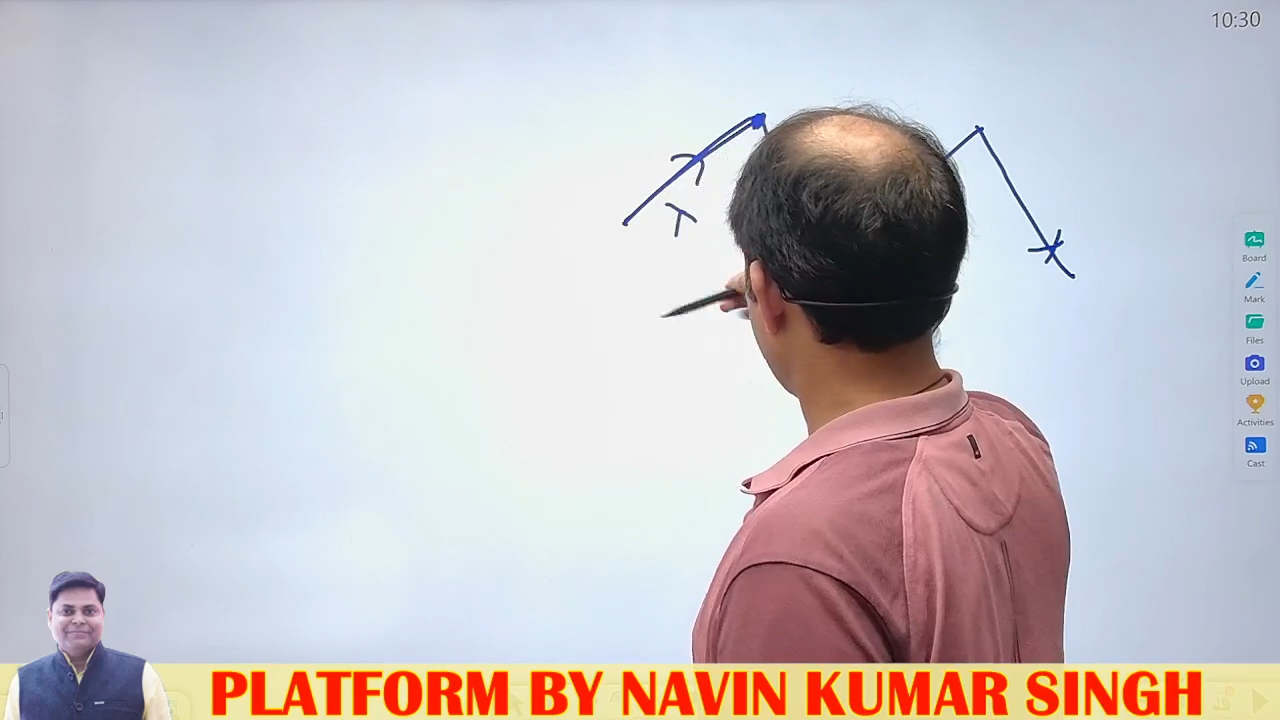 10:30
Board
Mark
Files
Upload
Activities
Cast
PLATFORM BY NAVIN KUMAR SINGH